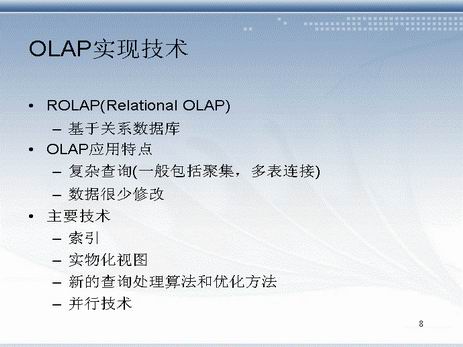 OLAP实现技术
• ROLAP(Relational OLAP)
– 基于关系数据库
• OLAP应用特点
– 复杂查询(一般包括聚集，多表连接)
– 数据很少修改
• 主要技术
– 索引
– 实物化视图
– 新的查询处理算法和优化方法
– 并行技术
8